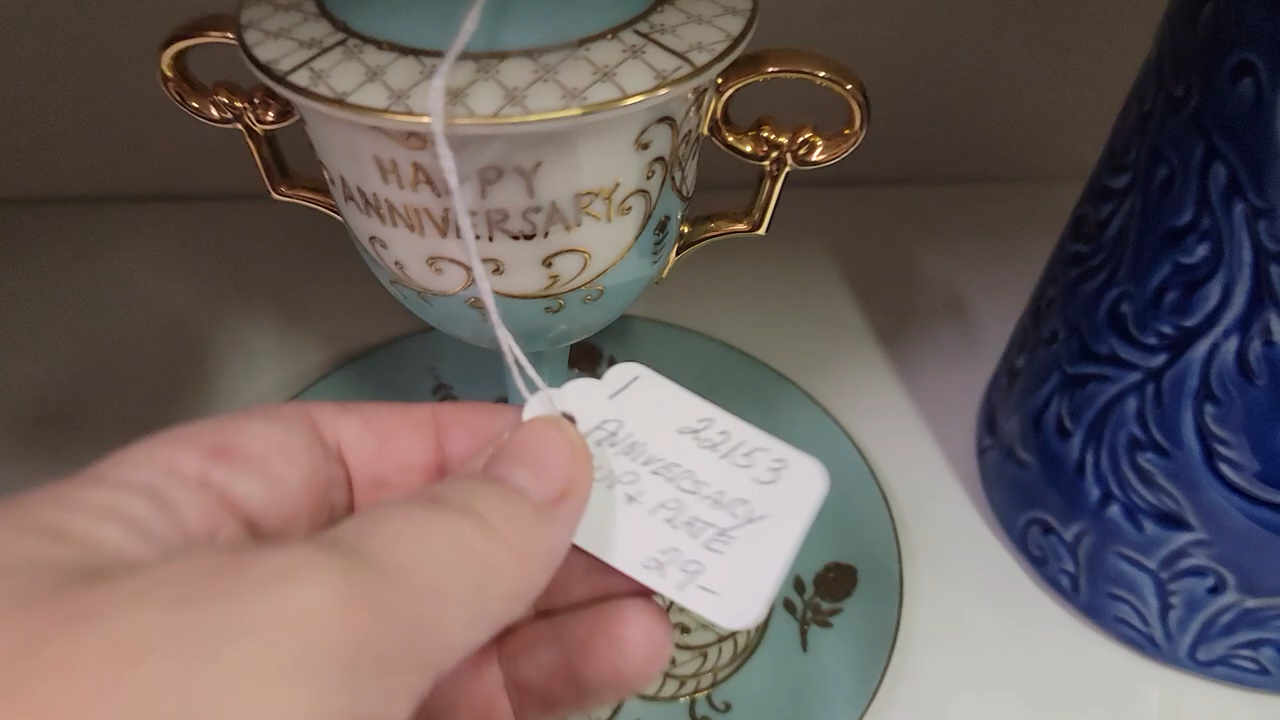 HAPPY
ANNIVERSARY
1 22153
ANNIVERSARY
+ PLATE
29-